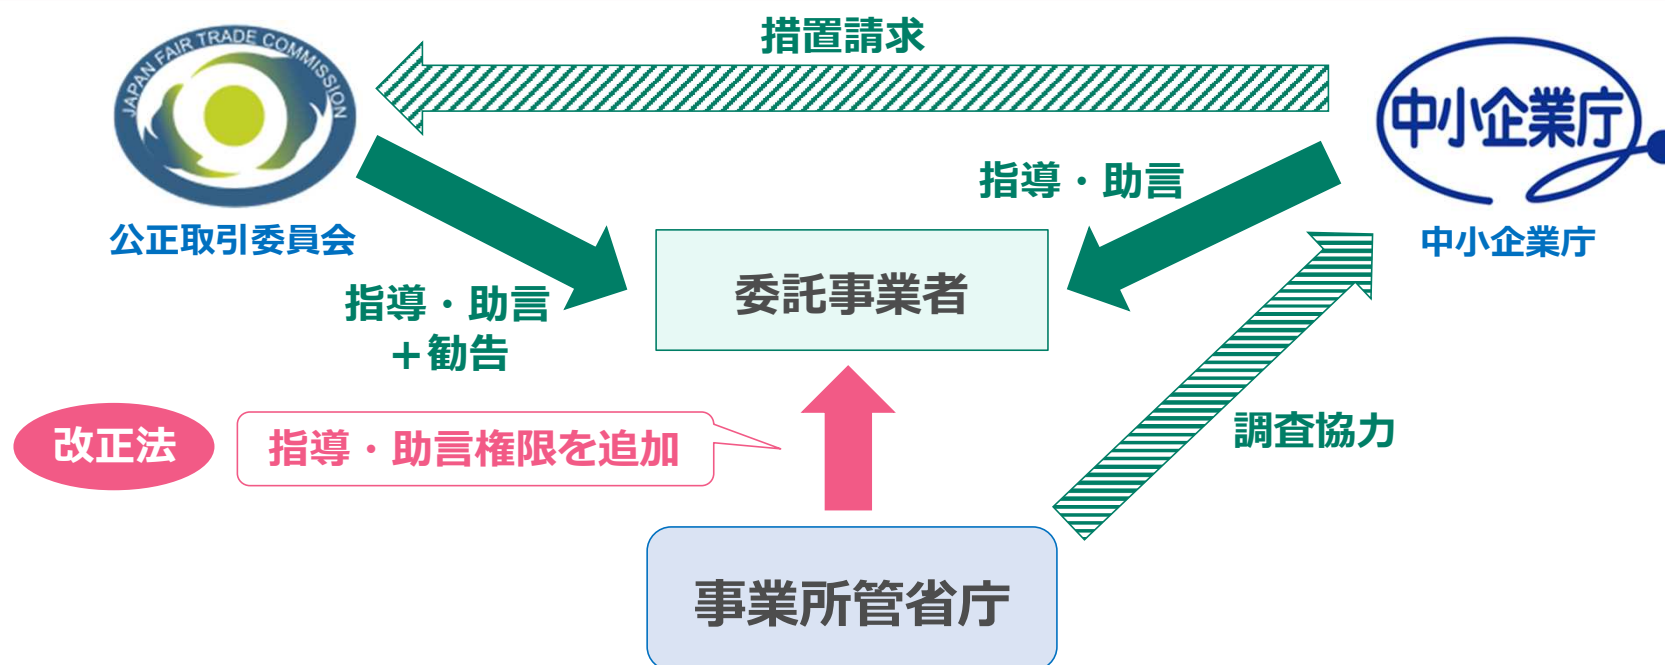 措置請求
JAPAN FAIR TRADE COMMISSION
中小企業庁
指導・助言
公正取引委員会
中小企業庁
委託事業者
指導・助言
+勧告
改正法
指導・助言権限を追加
調査協力
事業所管省庁